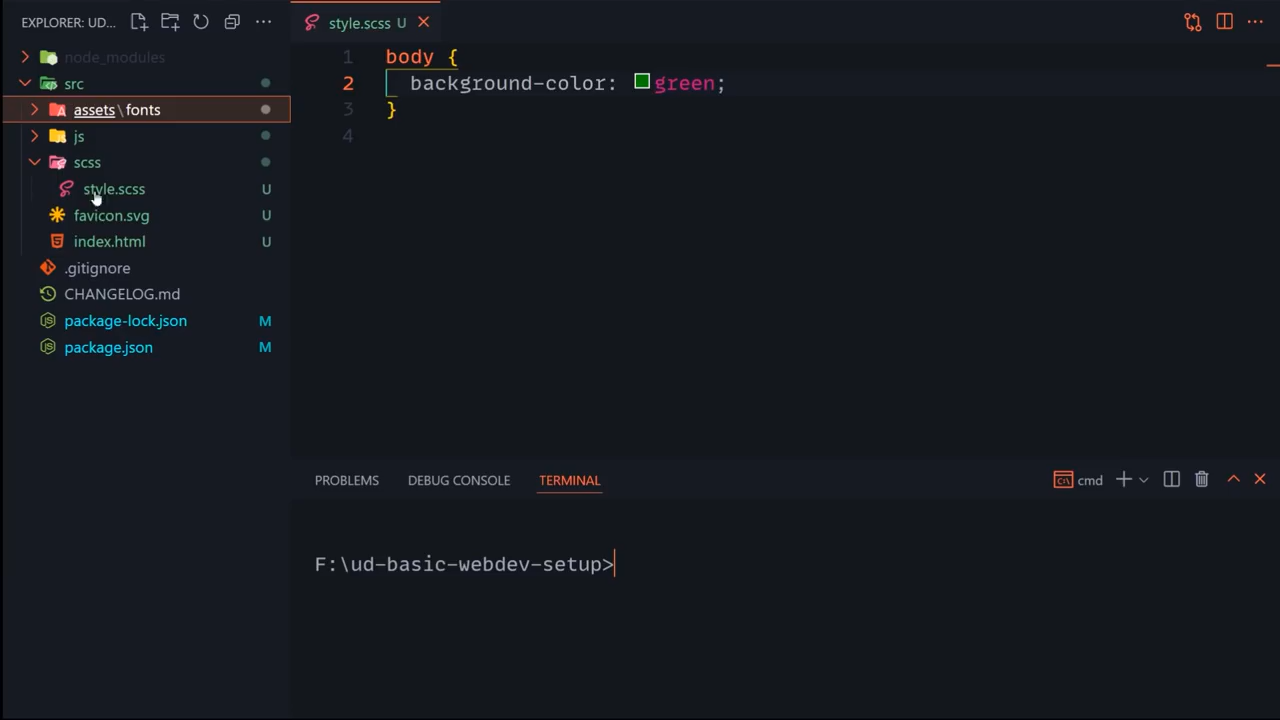 EXPLORER: UD...
node_modules
src
assets\fonts
js
scss
style.scss U
favicon.svg U
index.html U
.gitignore
CHANGELOG.md
package-lock.json M
package.json M
style.scss U
1 body {
2 background-color: green;
3 }
4
PROBLEMS DEBUG CONSOLE TERMINAL
cmd
F:\ud-basic-webdev-setup>